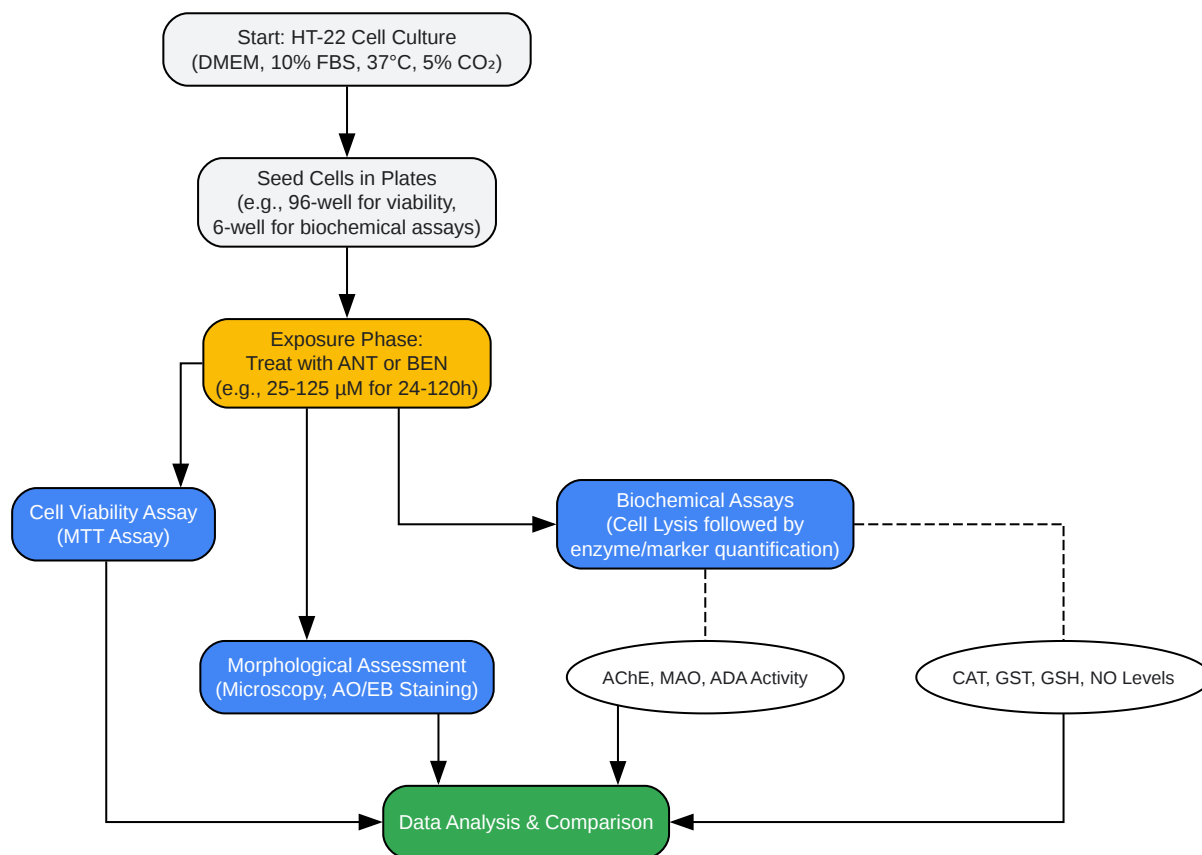 Start: HT-22 Cell Culture
(DMEM, 10% FBS, 37°C, 5% CO₂)
Seed Cells in Plates
(e.g., 96-well for viability,
6-well for biochemical assays)
Exposure Phase:
Treat with ANT or BEN
(e.g., 25-125 µM for 24-120h)
Cell Viability Assay
(MTT Assay)
Biochemical Assays
(Cell Lysis followed by
enzyme/marker quantification)
Morphological Assessment
(Microscopy, AO/EB Staining)
AChE, MAO, ADA Activity
CAT, GST, GSH, NO Levels
Data Analysis & Comparison